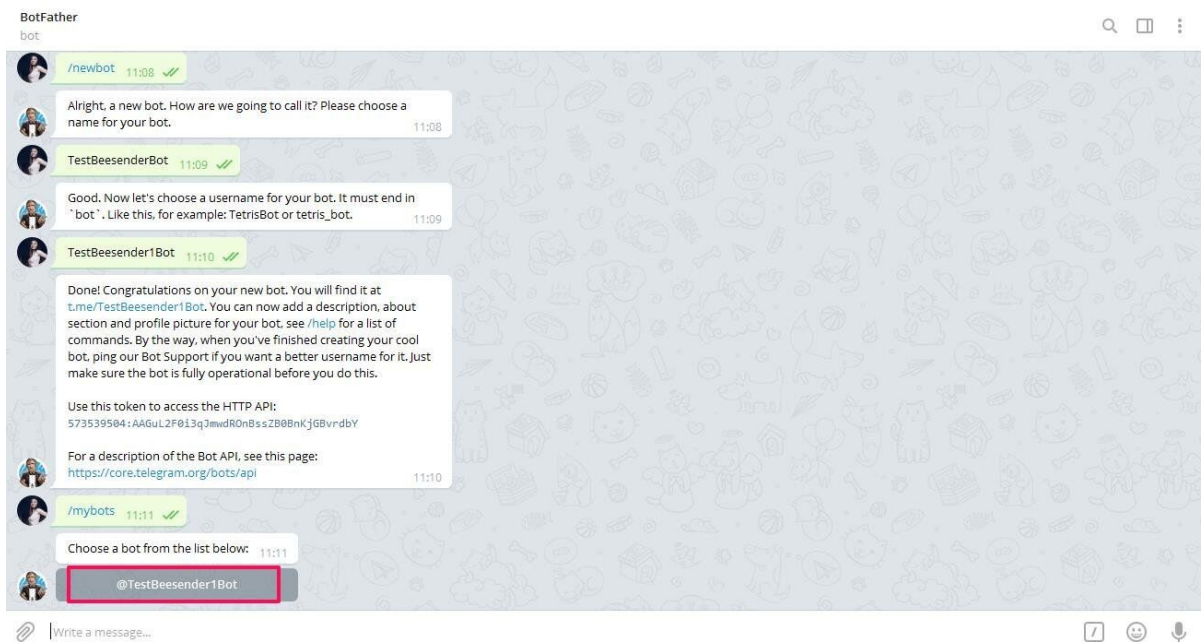 BotFather
bot
/newbot 11:08
Alright, a new bot. How are we going to call it? Please choose a
name for your bot. 11:08
TestBeesenderBot 11:09
Good. Now let's choose a username for your bot. It must end in
`bot`. Like this, for example: TetrisBot or tetris_bot. 11:09
TestBeesender1Bot 11:10
Done! Congratulations on your new bot. You will find it at
t.me/TestBeesender1Bot. You can now add a description, about
section and profile picture for your bot, see /help for a list of
commands. By the way, when you've finished creating your cool
bot, ping our Bot Support if you want a better username for it. Just
make sure the bot is fully operational before you do this.
Use this token to access the HTTP API:
573539504:AAGuL2F0i3qJmwdROnBssZB0BnKjGBvrdbY
For a description of the Bot API, see this page:
https://core.telegram.org/bots/api 11:10
/mybots 11:11
Choose a bot from the list below: 11:11
@TestBeesender1Bot
Write a message...